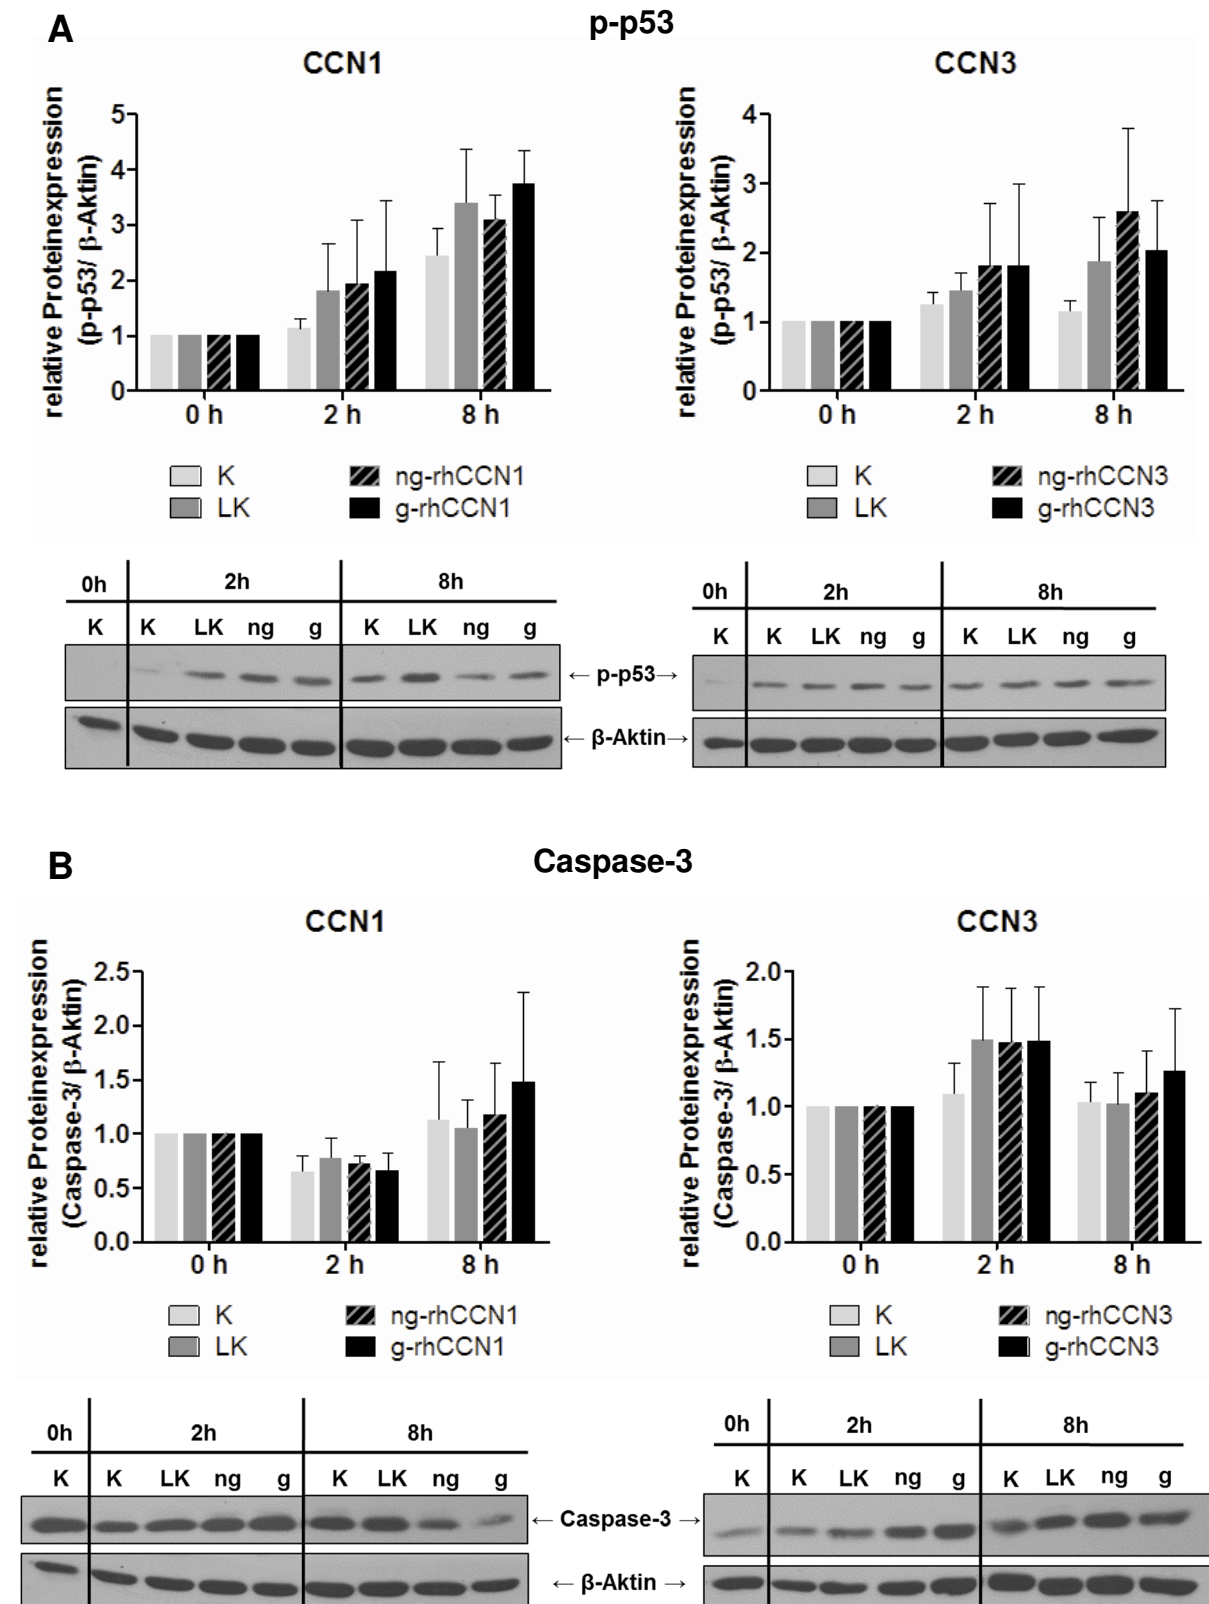 A
p-p53
CCN1
CCN3
relative Proteinexpression
(p-p53/ β-Aktin)
5
4
3
2
1
0
0 h
2 h
8 h
relative Proteinexpression
(p-p53/ β-Aktin)
4
3
2
1
0
0 h
2 h
8 h
K
ng-rhCCN1
LK
g-rhCCN1
K
ng-rhCCN3
LK
g-rhCCN3
0h 2h 8h
K K LK ng g K LK ng g
0h 2h 8h
K K LK ng g K LK ng g
← p-p53→
← β-Aktin→
B
Caspase-3
CCN1
CCN3
relative Proteinexpression
(Caspase-3/ β-Aktin)
2.5
2.0
1.5
1.0
0.5
0.0
0 h
2 h
8 h
relative Proteinexpression
(Caspase-3/ β-Aktin)
2.0
1.5
1.0
0.5
0.0
0 h
2 h
8 h
K
ng-rhCCN1
LK
g-rhCCN1
K
ng-rhCCN3
LK
g-rhCCN3
0h 2h 8h
K K LK ng g K LK ng g
0h 2h 8h
K K LK ng g K LK ng g
← Caspase-3 →
← β-Aktin →